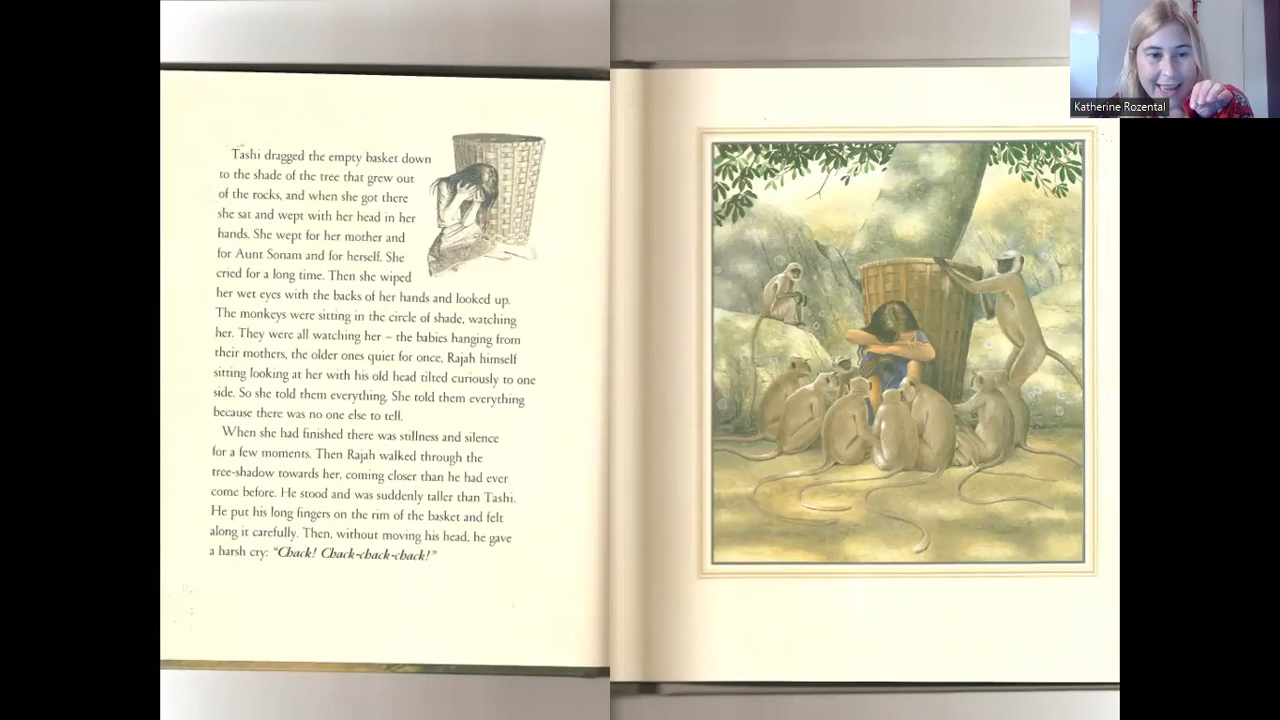 Katherine Rozental
Tashi dragged the empty basket down
to the shade of the tree that grew out
of the rocks, and when she got there
she sat and wept with her head in her
hands. She wept for her mother and
for Aunt Sonam and for herself. She
cried for a long time. Then she wiped
her wet eyes with the backs of her hands and looked up.
The monkeys were sitting in the circle of shade, watching
her. They were all watching her – the babies hanging from
their mothers, the older ones quiet for once, Rajah himself
sitting looking at her with his old head tilted curiously to one
side. So she told them everything. She told them everything
because there was no one else to tell.
When she had finished there was stillness and silence
for a few moments. Then Rajah walked through the
tree-shadow towards her, coming closer than he had ever
come before. He stood and was suddenly taller than Tashi.
He put his long fingers on the rim of the basket and felt
along it carefully. Then, without moving his head, he gave
a harsh cry: “Chack! Chack-chack-chack!”